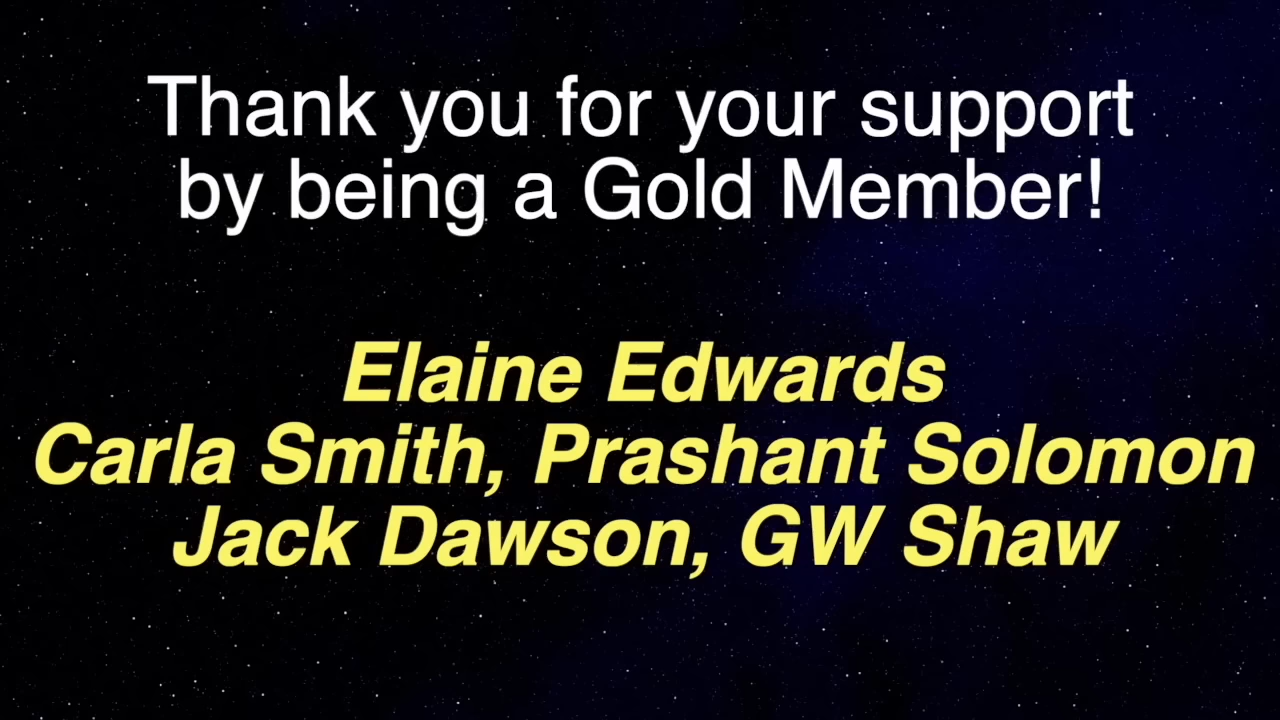 Thank you for your support
by being a Gold Member!
Elaine Edwards
Carla Smith, Prashant Solomon
Jack Dawson, GW Shaw